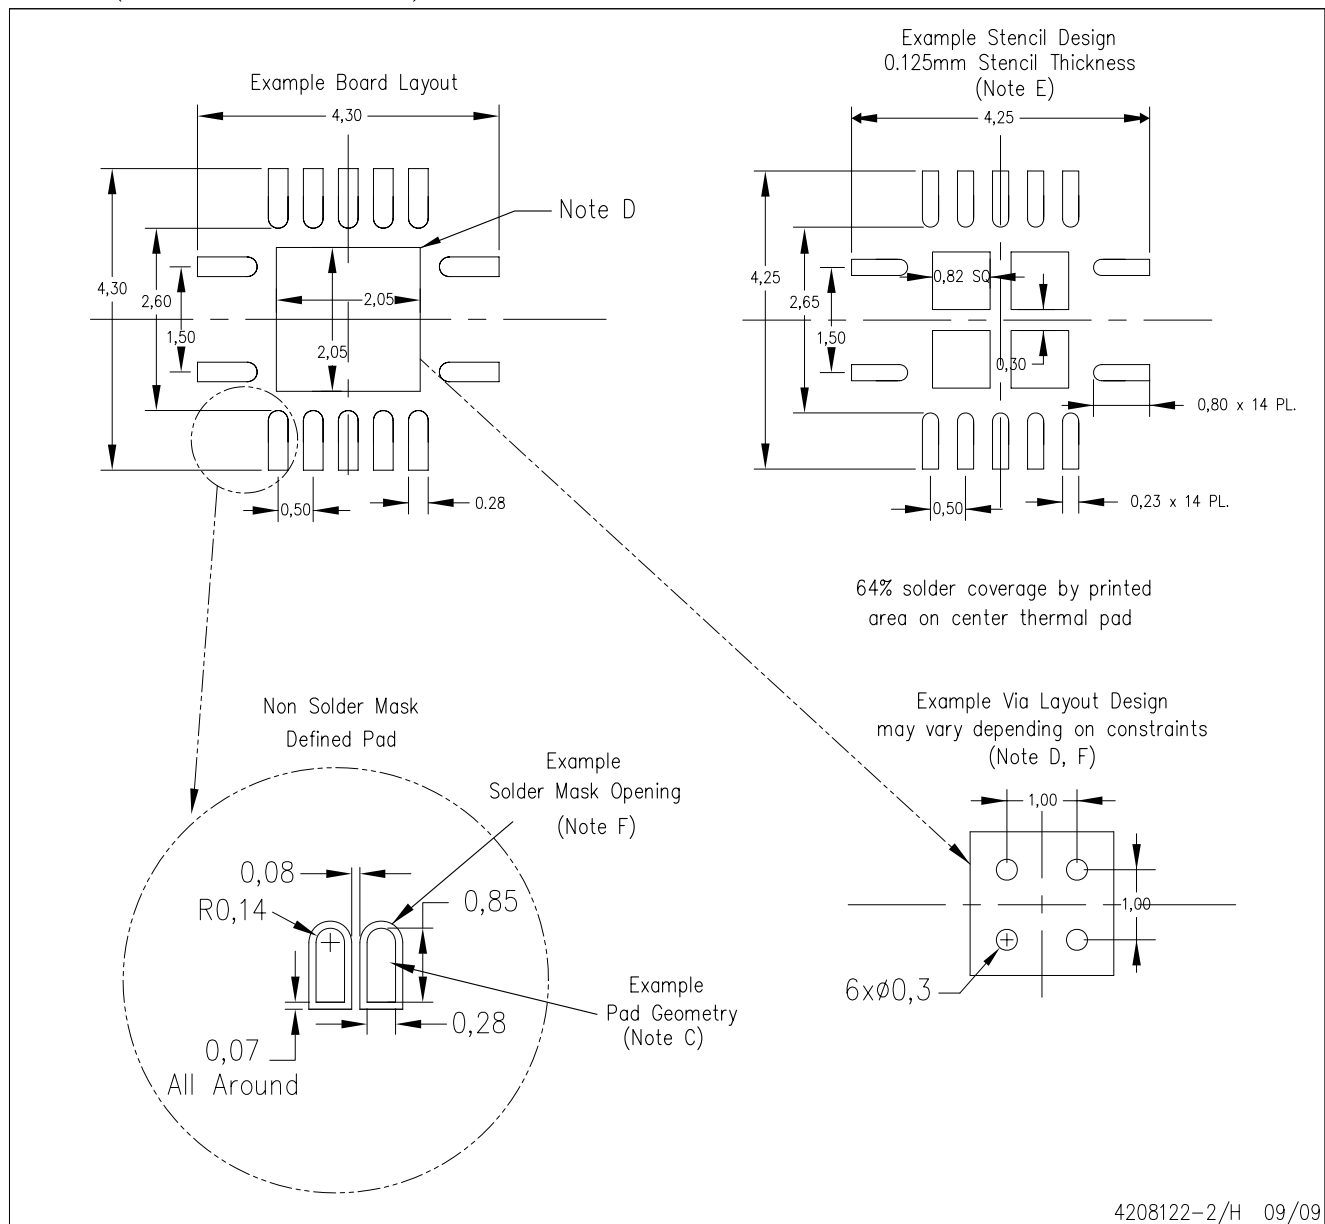 Example Board Layout
4,30
4,30
2,60
1,50
2,05
2,05
Note D
0,50
0.28
Example Stencil Design
0.125mm Stencil Thickness
(Note E)
4,25
4,25
2,65
1,50
0,82 SQ
0,30
0,80 x 14 PL.
0,50
0,23 x 14 PL.
64% solder coverage by printed
area on center thermal pad
Non Solder Mask
Defined Pad
Example
Solder Mask Opening
(Note F)
0,08
R0,14
0,85
0,28
0,07
All Around
Example
Pad Geometry
(Note C)
Example Via Layout Design
may vary depending on constraints
(Note D, F)
1,00
1,00
6xø0,3
4208122-2/H 09/09